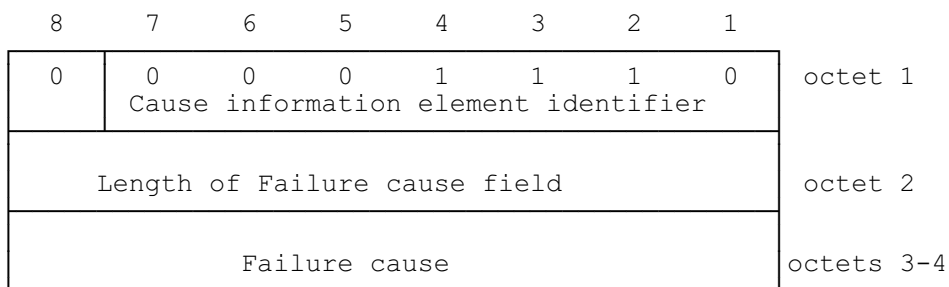 8 7 6 5 4 3 2 1
0 0 0 0 1 1 1 0 octet 1
Cause information element identifier
Length of Failure cause field octet 2
Failure cause octets 3-4